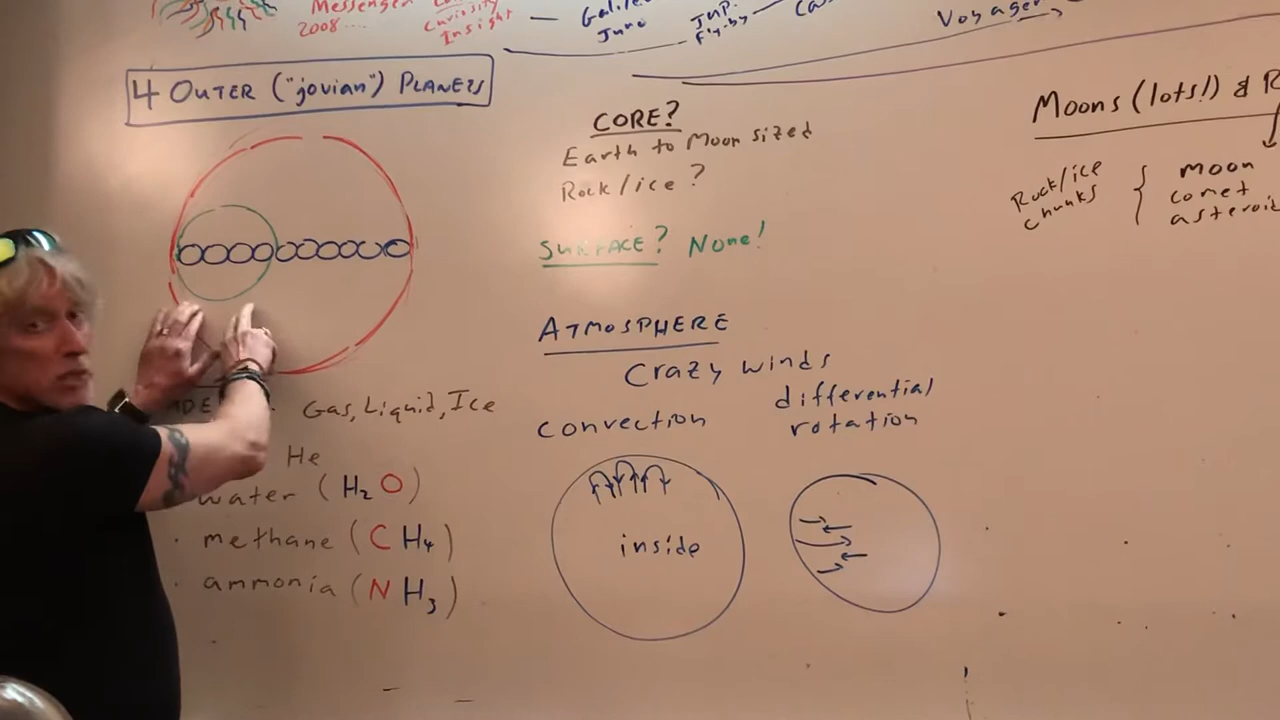 Messenger
2008....
Curiosity
Insight
Galileo
Juno
Jup.
Fly-by
Voyager
4 OUTER ("jovian") PLANETS
CORE?
Earth to Moon sized
Rock/ice ?
SURFACE? None!
ATMOSPHERE
Crazy winds
convection
differential
rotation
inside
Gas, Liquid, Ice
He
water (H₂O)
· methane (CH₄)
· ammonia (NH₃)
Moons (lots!) &
Rock/ice
chunks
moon
comet
asteroid